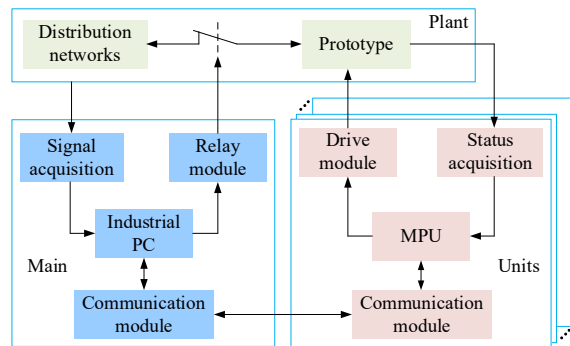 Distribution
networks
Prototype
Plant
Signal
acquisition
Relay
module
Drive
module
Status
acquisition
Industrial
PC
MPU
Main
Units
Communication
module
Communication
module